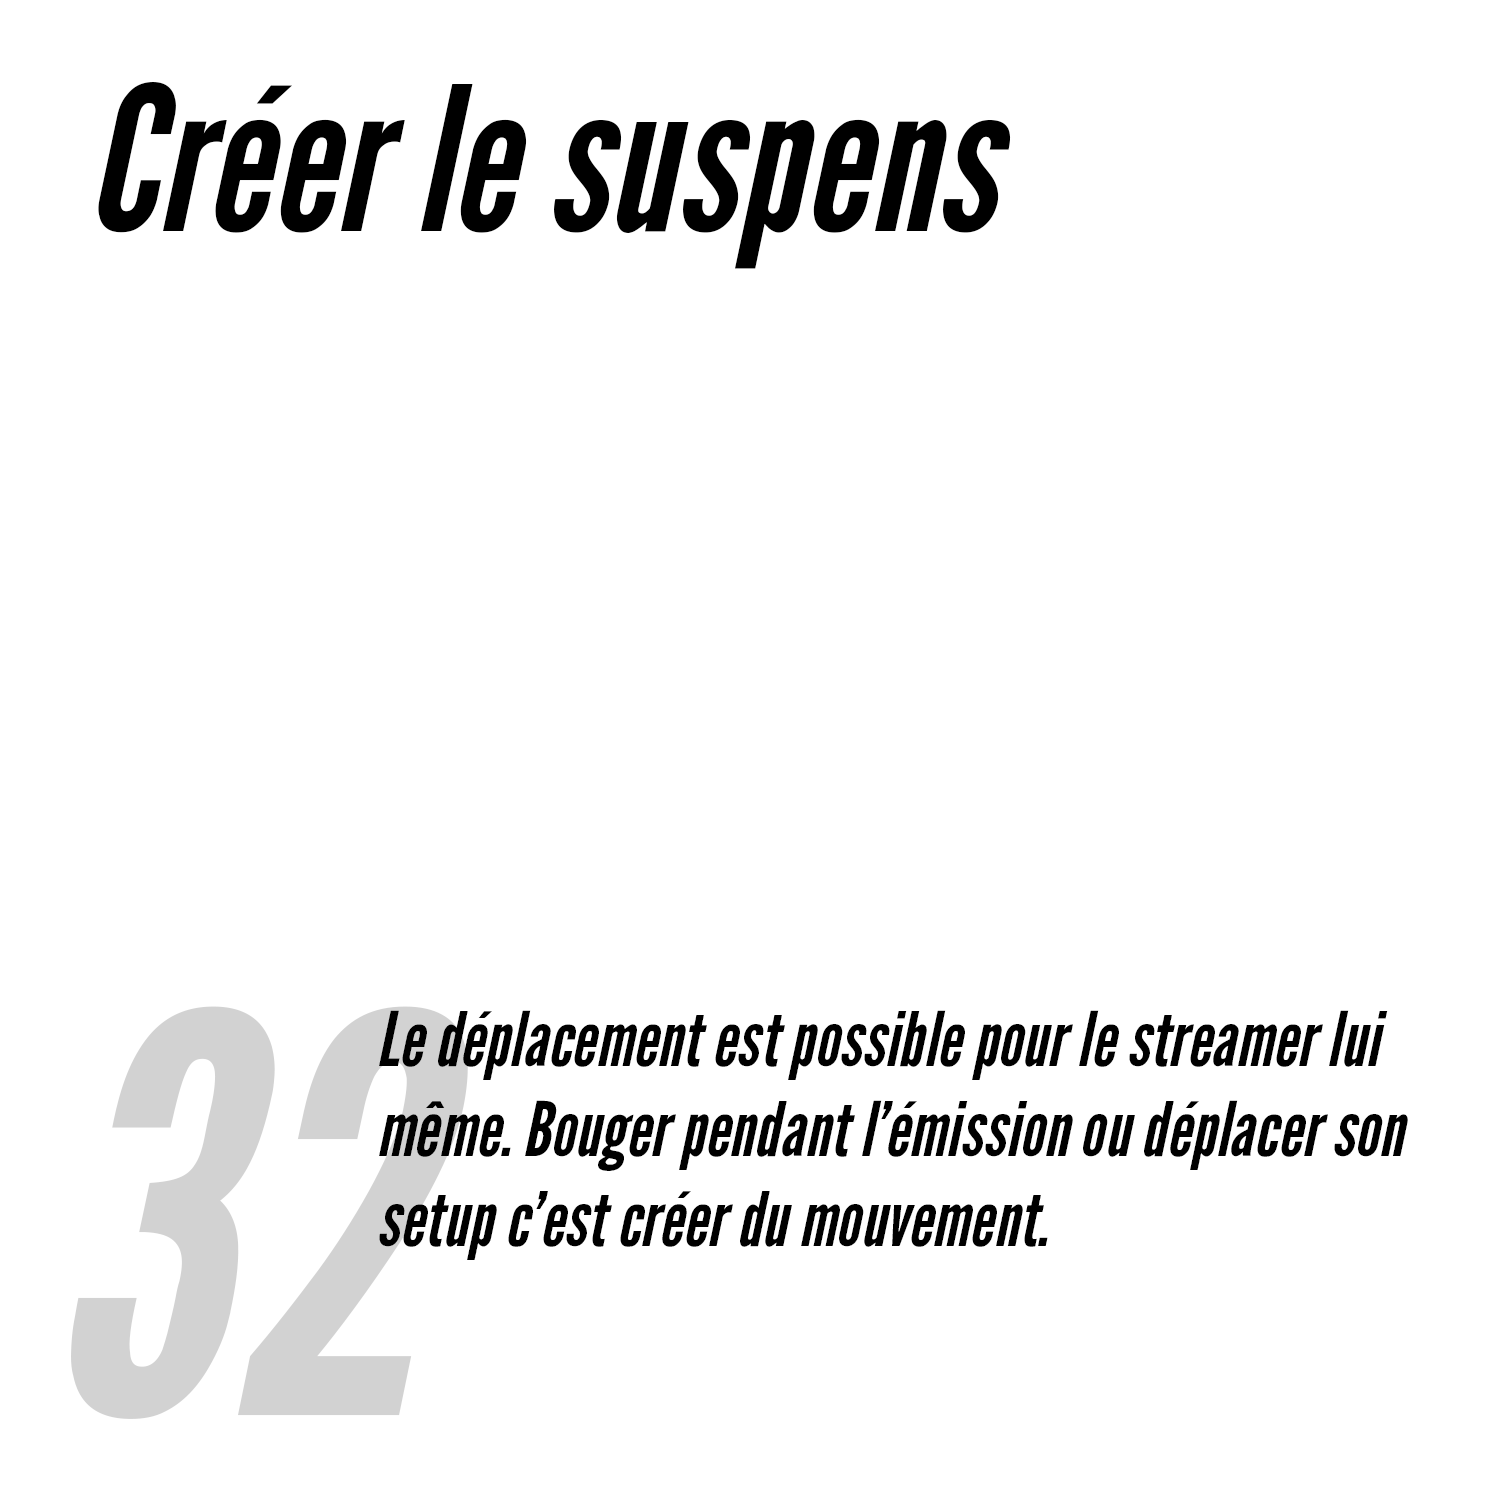 Créer le suspens
32
Le déplacement est possible pour le streamer lui
même. Bouger pendant l’émission ou déplacer son
setup c’est créer du mouvement.